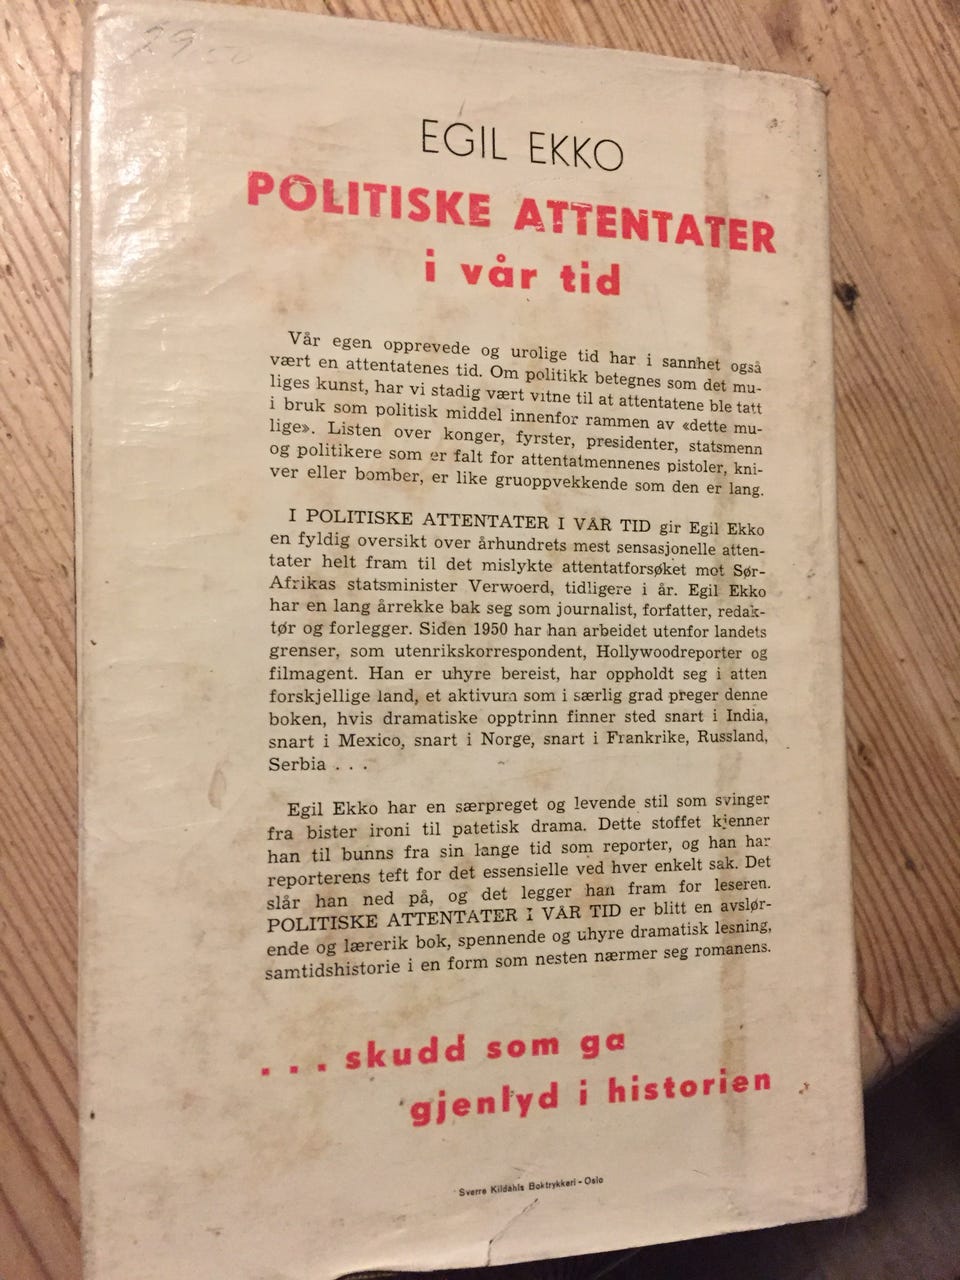 29.00
EGIL EKKO
POLITISKE ATTENTATER
i vår tid
Vår egen opprevede og urolige tid har i sannhet også
vært en attentatenes tid. Om politikk betegnes som det mu-
liges kunst, har vi stadig vært vitne til at attentatene ble tatt
i bruk som politisk middel innenfor rammen av «dette mu-
lige». Listen over konger, fyrster, presidenter, statsmenn
og politikere som er falt for attentatmennenes pistoler, kni-
ver eller bomber, er like gruoppvekkende som den er lang.
I POLITISKE ATTENTATER I VÅR TID gir Egil Ekko
en fyldig oversikt over århundrets mest sensasjonelle atten-
tater helt fram til det mislykte attentatforsøket mot Sør-
Afrikas statsminister Verwoerd, tidligere i år. Egil Ekko
har en lang årrekke bak seg som journalist, forfatter, redak-
tør og forlegger. Siden 1950 har han arbeidet utenfor landets
grenser, som utenrikskorrespondent, Hollywoodreporter og
filmagent. Han er uhyre bereist, har oppholdt seg i atten
forskjellige land, et aktivum som i særlig grad preger denne
boken, hvis dramatiske opptrinn finner sted snart i India,
snart i Mexico, snart i Norge, snart i Frankrike, Russland,
Serbia . . .
Egil Ekko har en særpreget og levende stil som svinger
fra bister ironi til patetisk drama. Dette stoffet kjenner
han til bunns fra sin lange tid som reporter, og han har
reporterens teft for det essensielle ved hver enkelt sak. Det
slår han ned på, og det legger han fram for leseren.
POLITISKE ATTENTATER I VÅR TID er blitt en avslør-
ende og lærerik bok, spennende og uhyre dramatisk lesning,
samtidshistorie i en form som nesten nærmer seg romanens.
. . . skudd som ga
gjenlyd i historien
Sverre Kildahls Boktrykkeri - Oslo